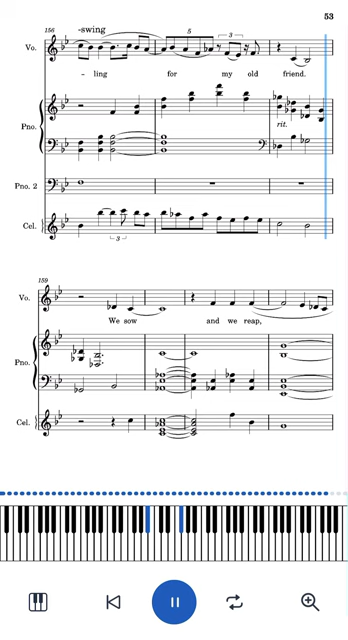 53
156
-swing
Vo.
5
3
3
- ling for my old friend.
Pno.
rit.
Pno. 2
Cel.
3
159
Vo.
We sow and we reap,
Pno.
Cel.